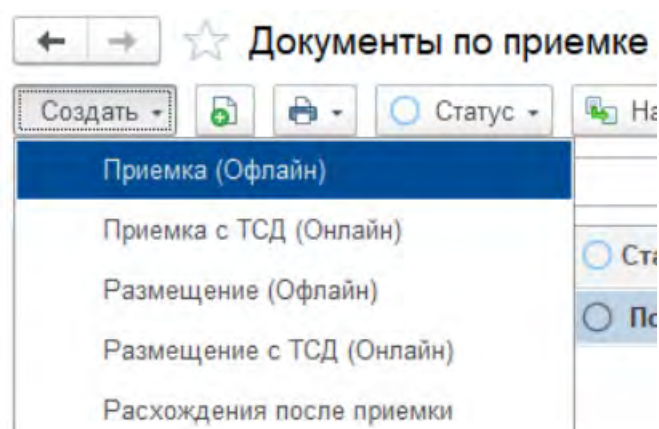 Документы по приемке
Создать
Статус
Приемка (Офлайн)
Приемка с ТСД (Онлайн)
Размещение (Офлайн)
Размещение с ТСД (Онлайн)
Расхождения после приемки